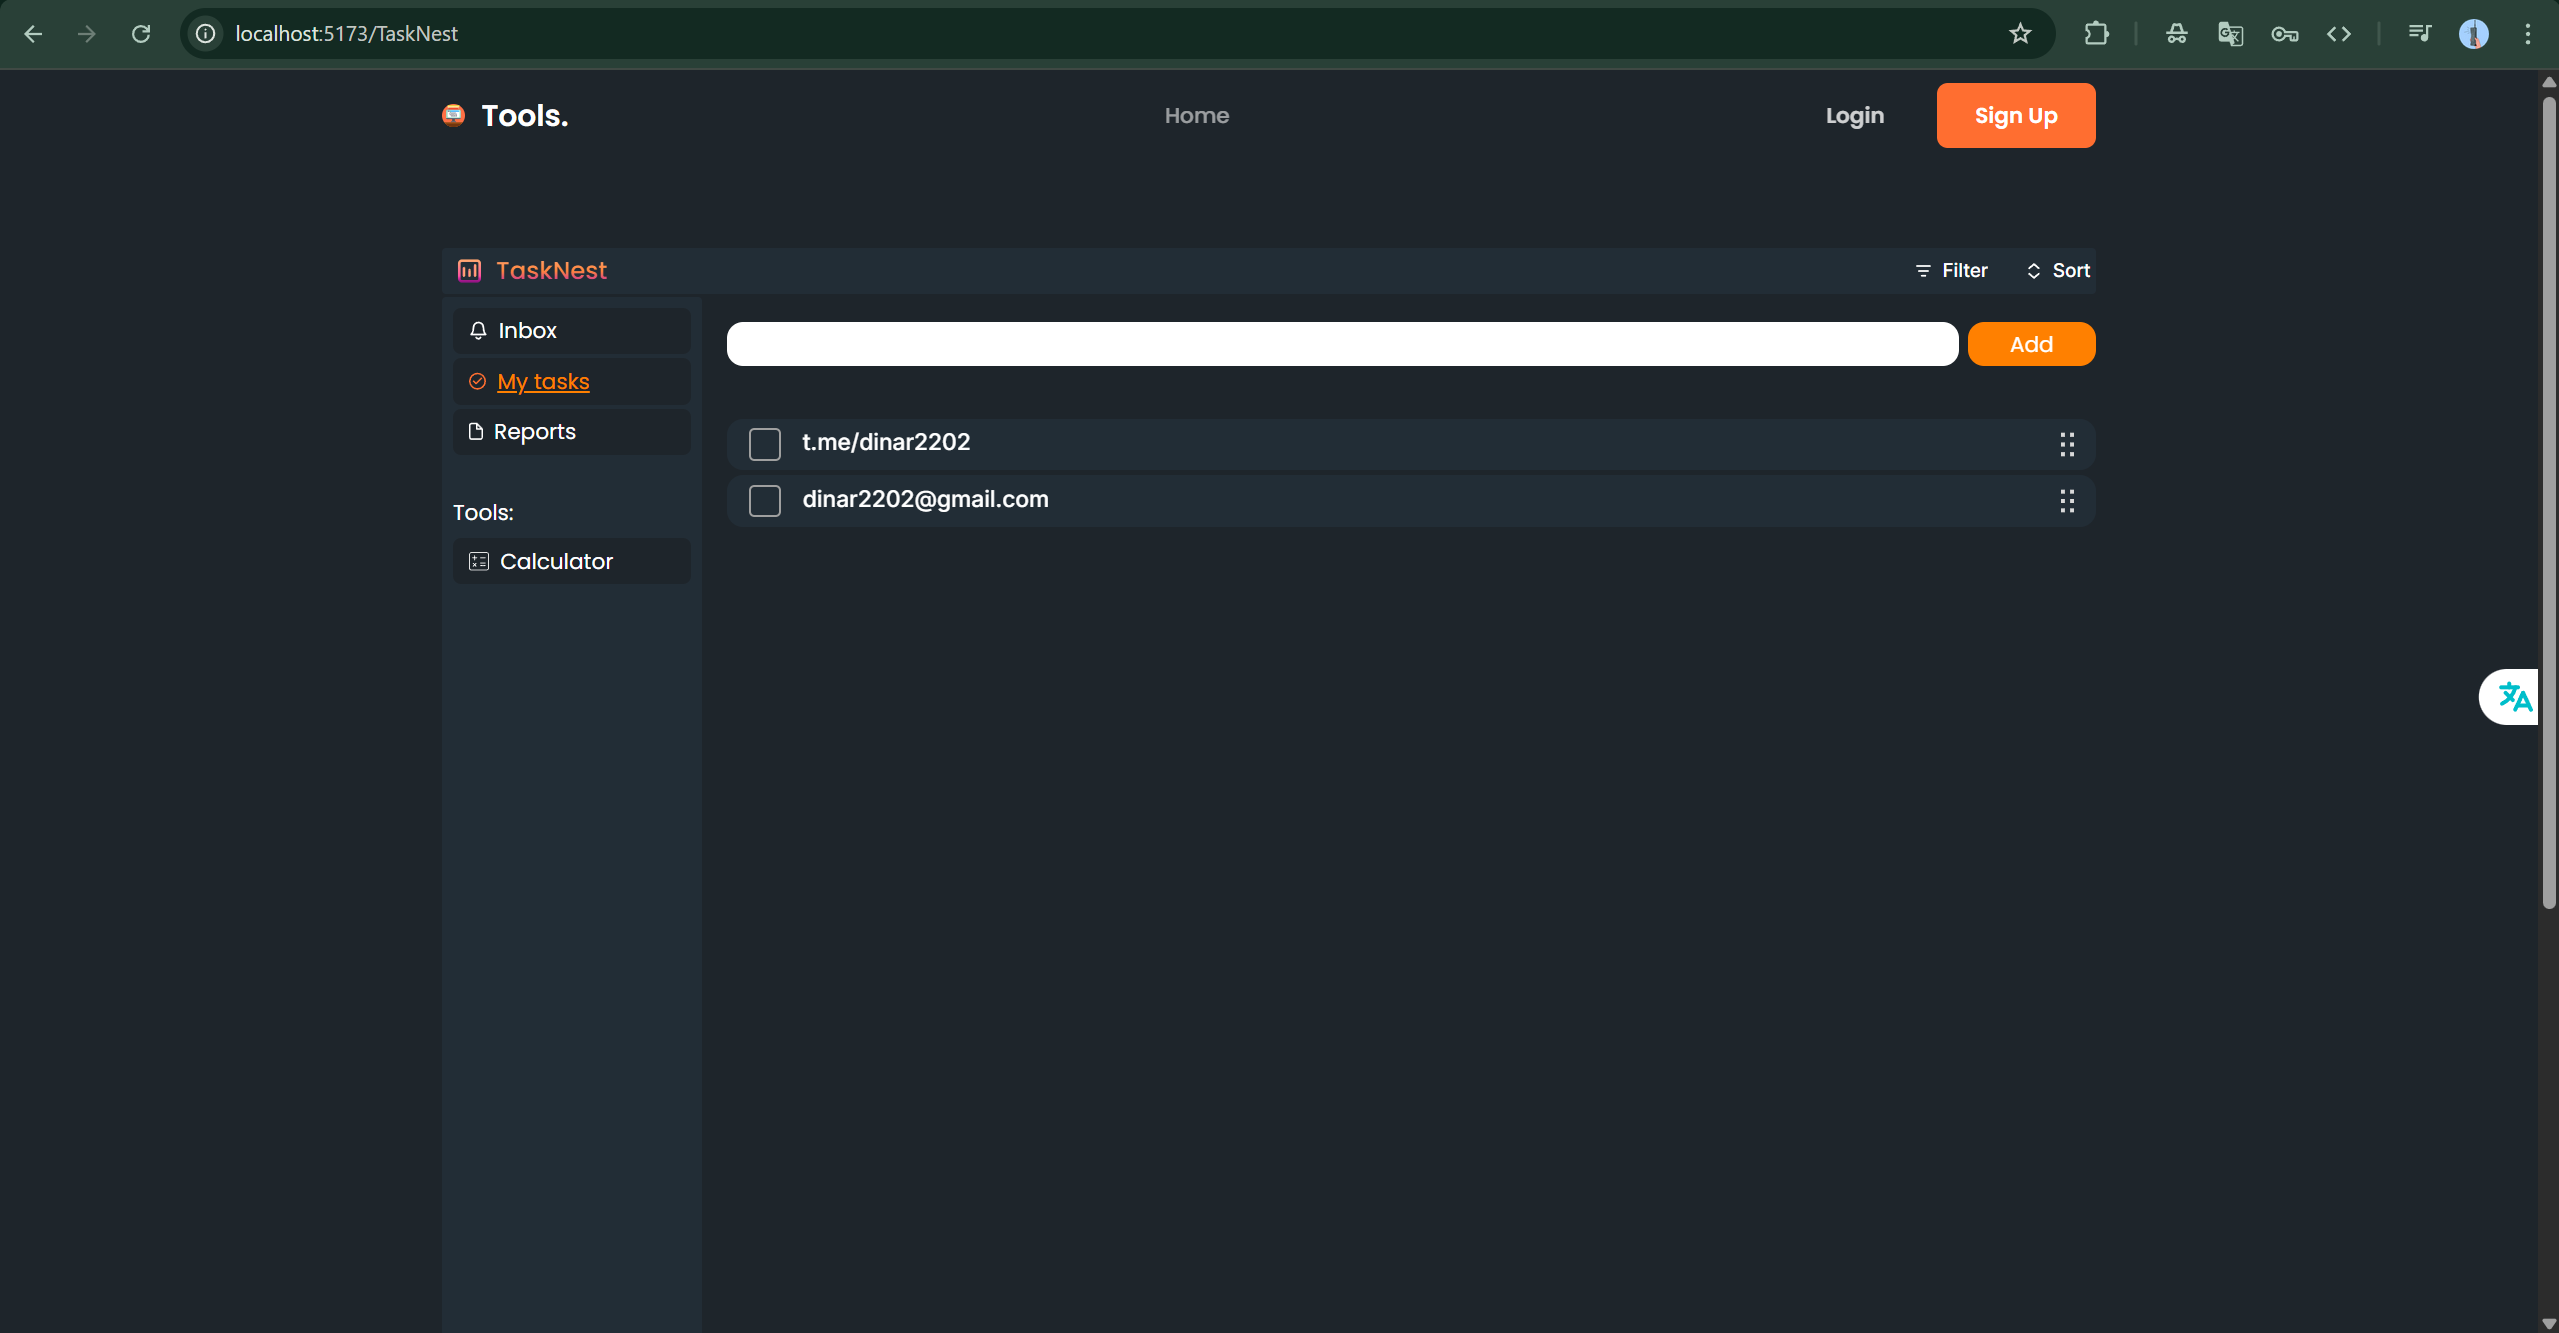 localhost:5173/TaskNest
Tools.
Home
Login
Sign Up
TaskNest
Filter
Sort
Inbox
My tasks
Reports
Tools:
Calculator
Add
t.me/dinar2202
dinar2202@gmail.com